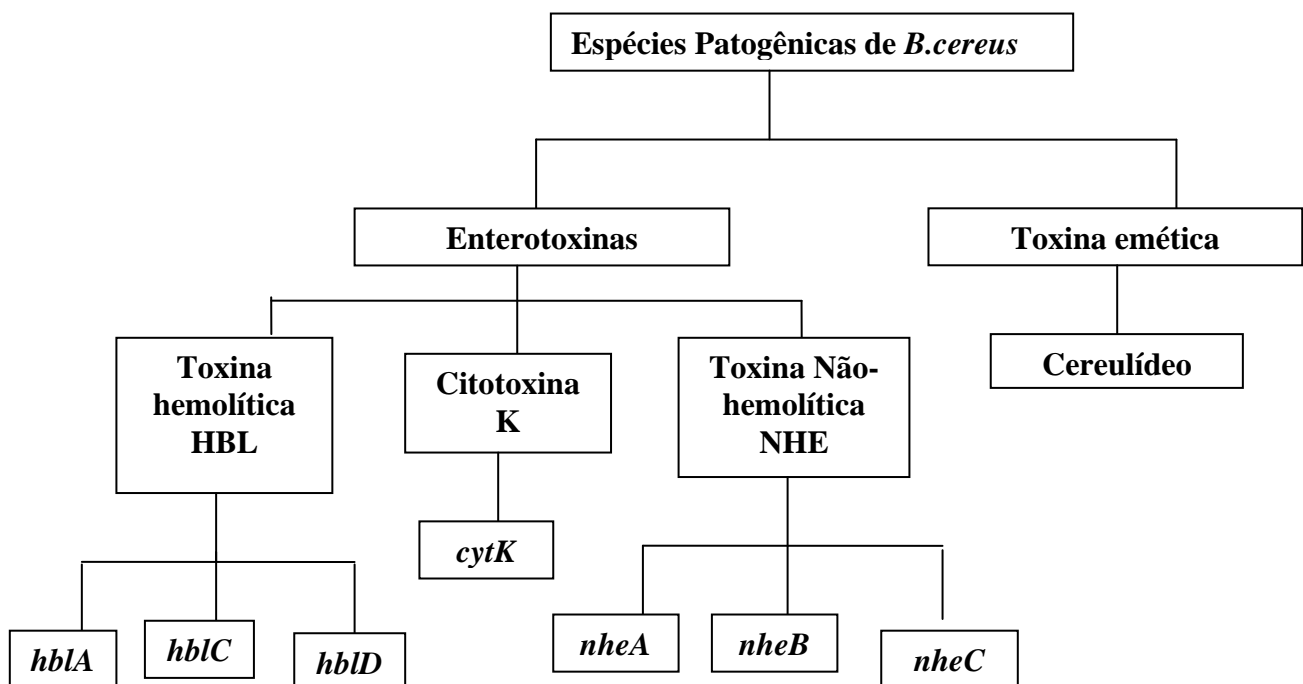 Espécies Patogênicas de B.cereus
Enterotoxinas
Toxina emética
Toxina
hemolítica
HBL
Citotoxina
K
Toxina Não-
hemolítica
NHE
Cereulídeo
cytK
hblA
hblC
hblD
nheA
nheB
nheC